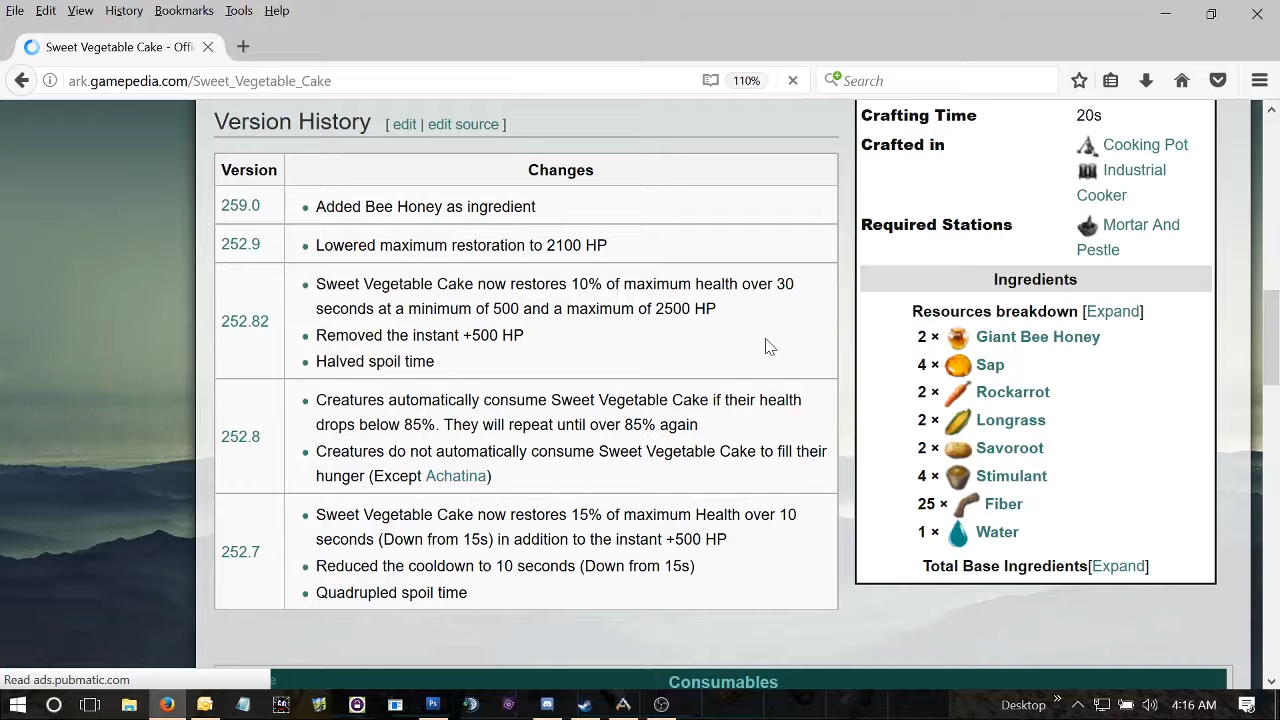 File Edit View History Bookmarks Tools Help
Sweet Vegetable Cake - Offi
ark.gamepedia.com/Sweet_Vegetable_Cake
110%
Search
Version History [ edit | edit source ]
Version Changes
259.0 Added Bee Honey as ingredient
252.9 Lowered maximum restoration to 2100 HP
252.82 Sweet Vegetable Cake now restores 10% of maximum health over 30
seconds at a minimum of 500 and a maximum of 2500 HP
Removed the instant +500 HP
Halved spoil time
252.8 Creatures automatically consume Sweet Vegetable Cake if their health
drops below 85%. They will repeat until over 85% again
Creatures do not automatically consume Sweet Vegetable Cake to fill their
hunger (Except Achatina)
252.7 Sweet Vegetable Cake now restores 15% of maximum Health over 10
seconds (Down from 15s) in addition to the instant +500 HP
Reduced the cooldown to 10 seconds (Down from 15s)
Quadrupled spoil time
Crafting Time 20s
Crafted in Cooking Pot
Industrial
Cooker
Required Stations Mortar And
Pestle
Ingredients
Resources breakdown [Expand]
2 × Giant Bee Honey
4 × Sap
2 × Rockarrot
2 × Longrass
2 × Savoroot
4 × Stimulant
25 × Fiber
1 × Water
Total Base Ingredients[Expand]
Consumables
Read ads.pubmatic.com
Desktop
4:16 AM